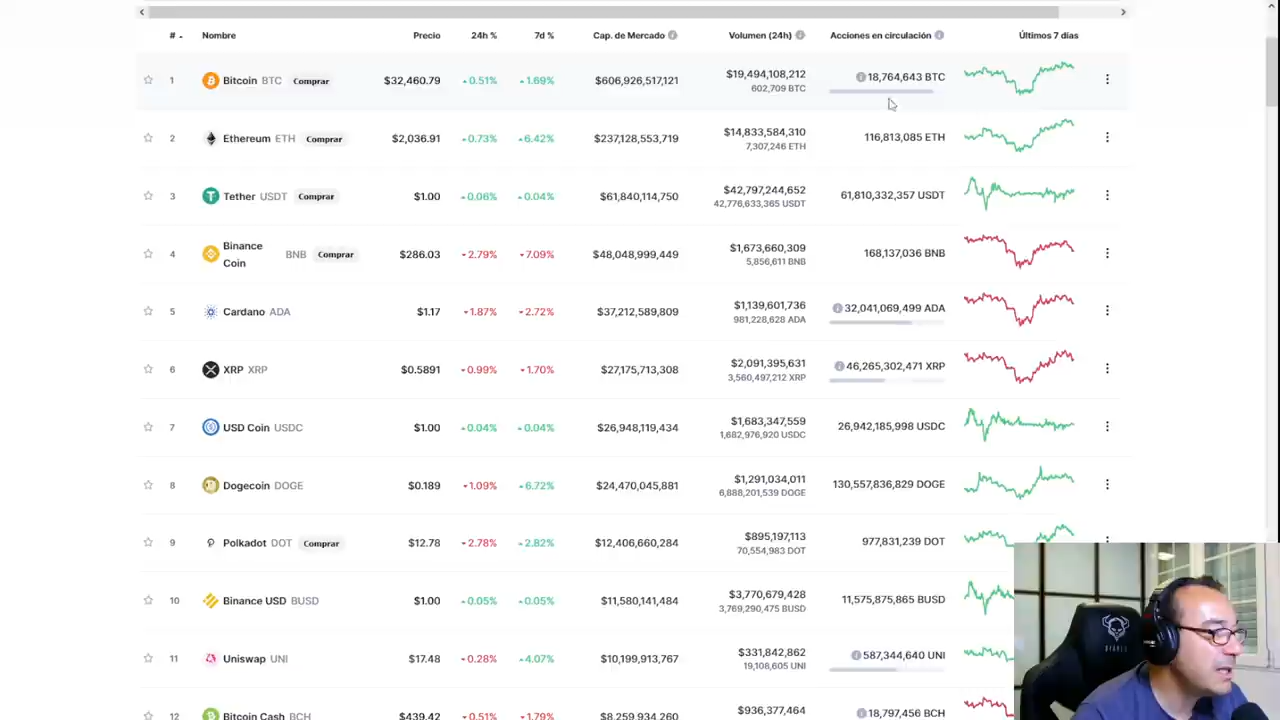 # Nombre Precio 24h % 7d % Cap. de Mercado Volumen (24h) Acciones en circulación Últimos 7 días
1 Bitcoin BTC Comprar $32,460.79 0.51% 1.69% $606,926,517,121 $19,494,108,212 18,764,643 BTC
602,709 BTC
2 Ethereum ETH Comprar $2,036.91 0.73% 6.42% $237,128,553,719 $14,833,584,310 116,813,085 ETH
7,307,246 ETH
3 Tether USDT Comprar $1.00 0.06% 0.04% $61,840,114,750 $42,797,244,652 61,810,332,357 USDT
42,776,633,365 USDT
4 Binance Coin BNB Comprar $286.03 2.79% 7.09% $48,048,999,449 $1,673,660,309 168,137,036 BNB
5,856,611 BNB
5 Cardano ADA $1.17 1.87% 2.72% $37,212,589,809 $1,139,601,736 32,041,069,499 ADA
981,228,628 ADA
6 XRP XRP $0.5891 0.99% 1.70% $27,175,713,308 $2,091,395,631 46,265,302,471 XRP
3,560,497,212 XRP
7 USD Coin USDC $1.00 0.04% 0.04% $26,948,119,434 $1,683,347,559 26,942,185,998 USDC
1,682,976,920 USDC
8 Dogecoin DOGE $0.189 1.09% 6.72% $24,470,045,881 $1,291,034,011 130,557,836,829 DOGE
6,888,201,539 DOGE
9 Polkadot DOT Comprar $12.78 2.78% 2.82% $12,406,660,284 $895,197,113 977,831,239 DOT
70,554,983 DOT
10 Binance USD BUSD $1.00 0.05% 0.05% $11,580,141,484 $3,770,679,428 11,575,875,865 BUSD
3,769,290,475 BUSD
11 Uniswap UNI $17.48 0.28% 4.07% $10,199,913,767 $331,842,862 587,344,640 UNI
19,108,605 UNI
12 Bitcoin Cash BCH $439.42 0.51% 1.79% $8,259,934,260 $936,377,464 18,797,456 BCH